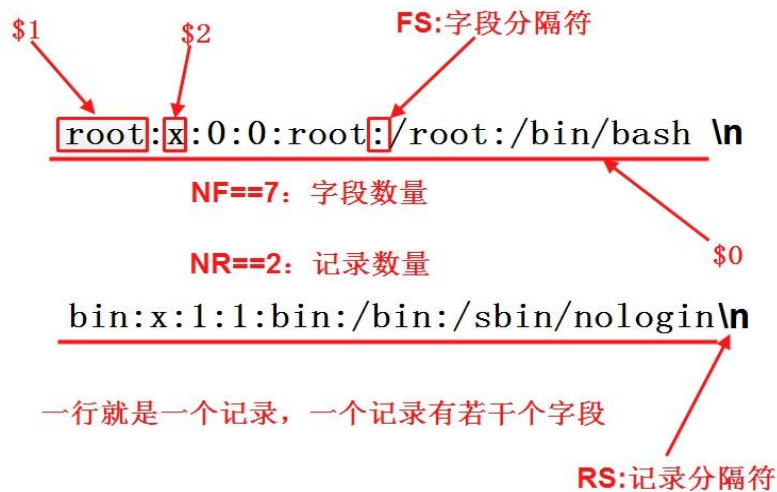 $1
$2
FS:字段分隔符
root:x:0:0:root:/root:/bin/bash \n
NF==7：字段数量
$0
NR==2：记录数量
bin:x:1:1:bin:/bin:/sbin/nologin\n
一行就是一个记录，一个记录有若干个字段
RS:记录分隔符